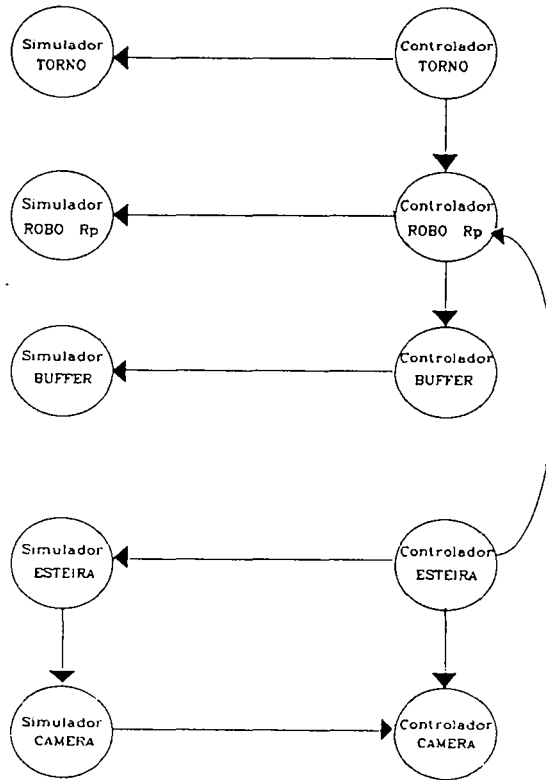 Simulador
TORNO
Controlador
TORNO
Simulador
ROBO Rp
Controlador
ROBO Rp
Simulador
BUFFER
Controlador
BUFFER
Simulador
ESTEIRA
Controlador
ESTEIRA
Simulador
CAMERA
Controlador
CAMERA